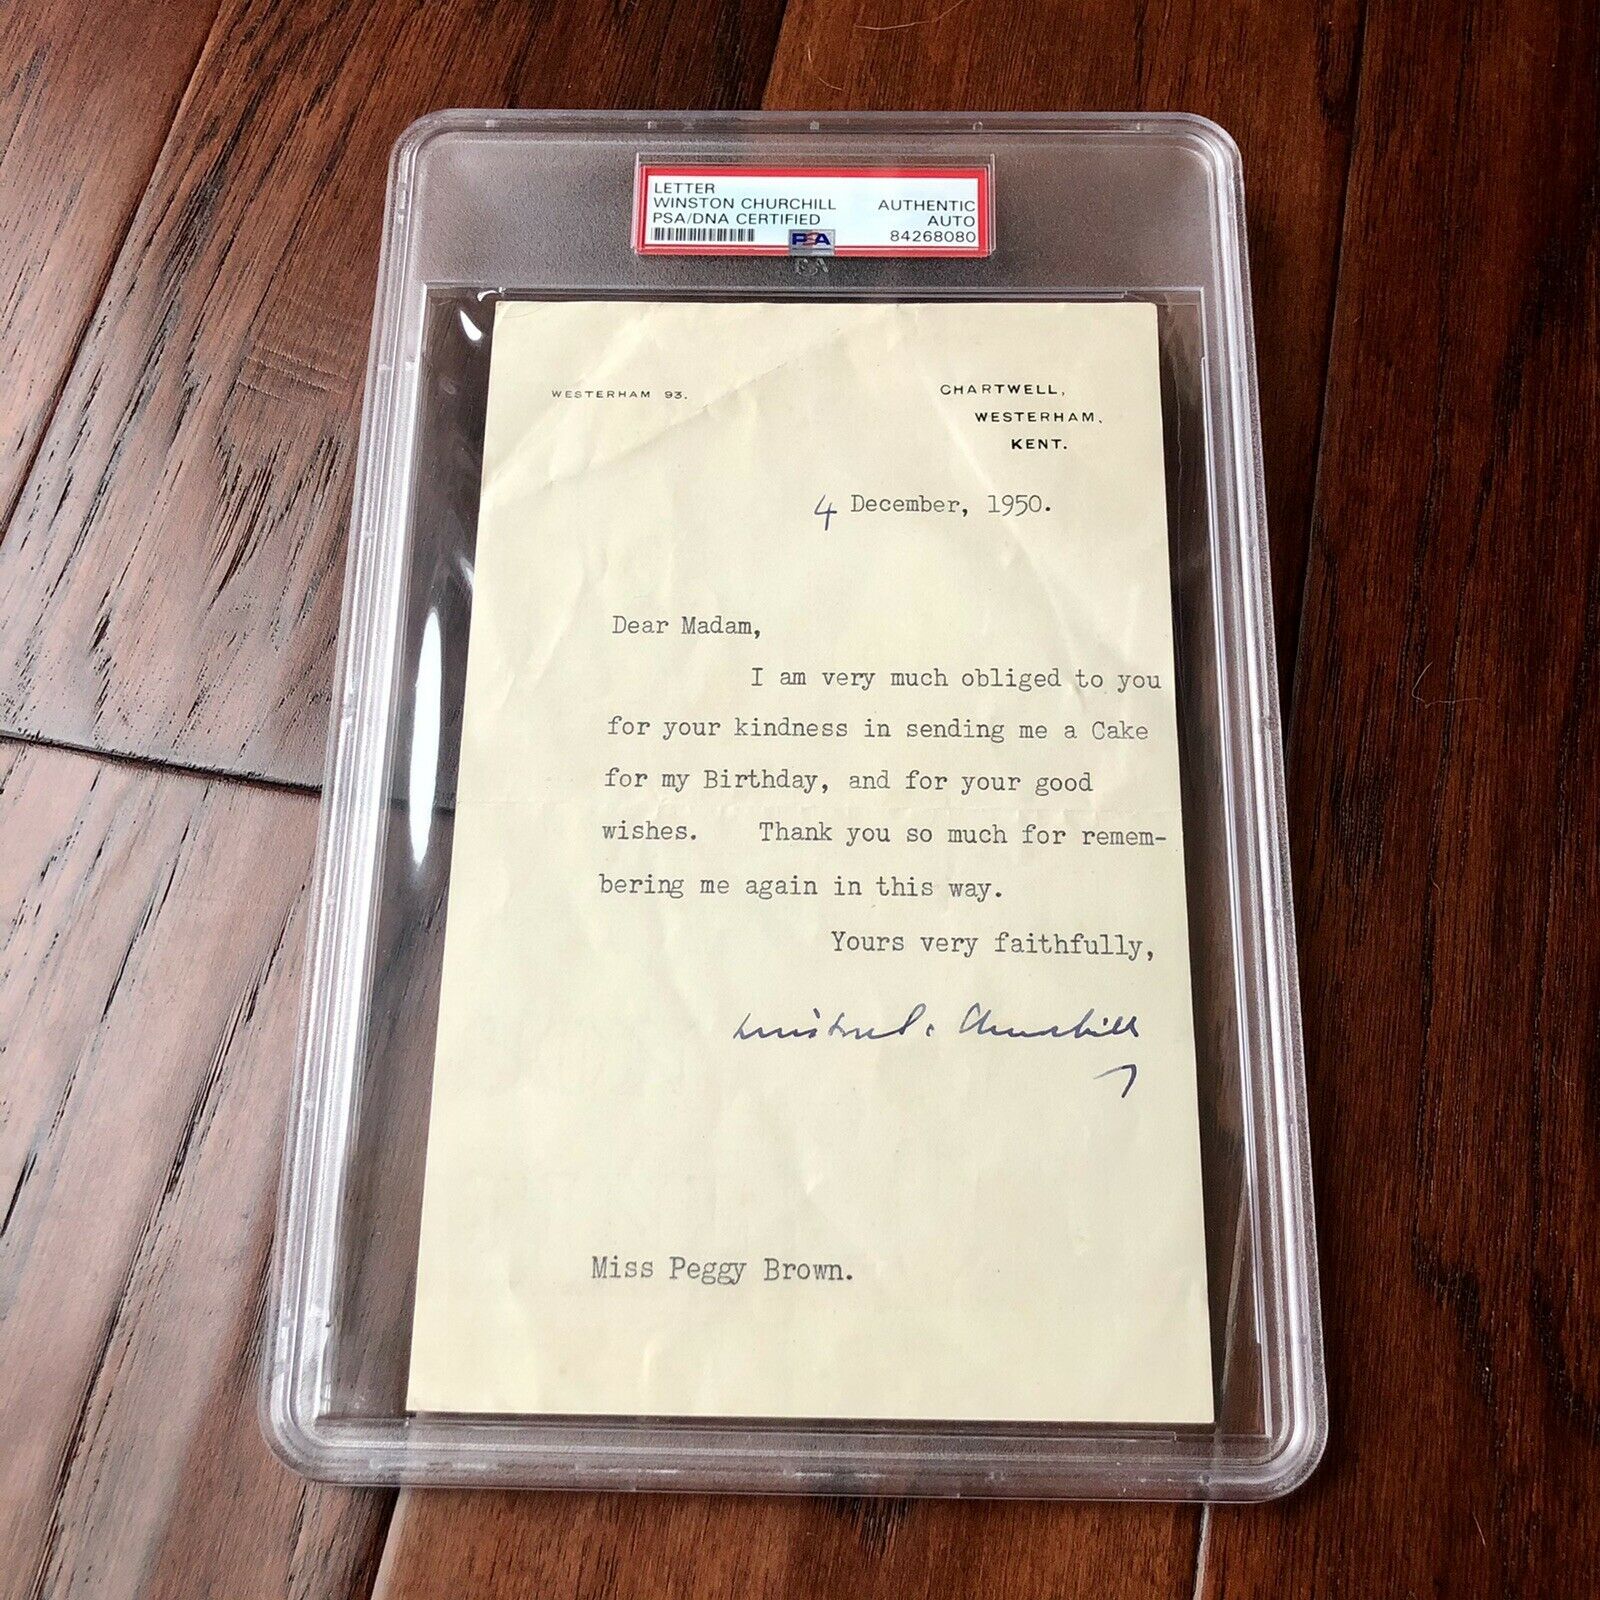 LETTER
WINSTON CHURCHILL AUTHENTIC
PSA/DNA CERTIFIED AUTO
PSA 84268080
WESTERHAM 93. CHARTWELL,
WESTERHAM,
KENT.
4 December, 1950.
Dear Madam,
I am very much obliged to you
for your kindness in sending me a Cake
for my Birthday, and for your good
wishes. Thank you so much for remem-
bering me again in this way.
Yours very faithfully,
Winston S. Churchill
Miss Peggy Brown.